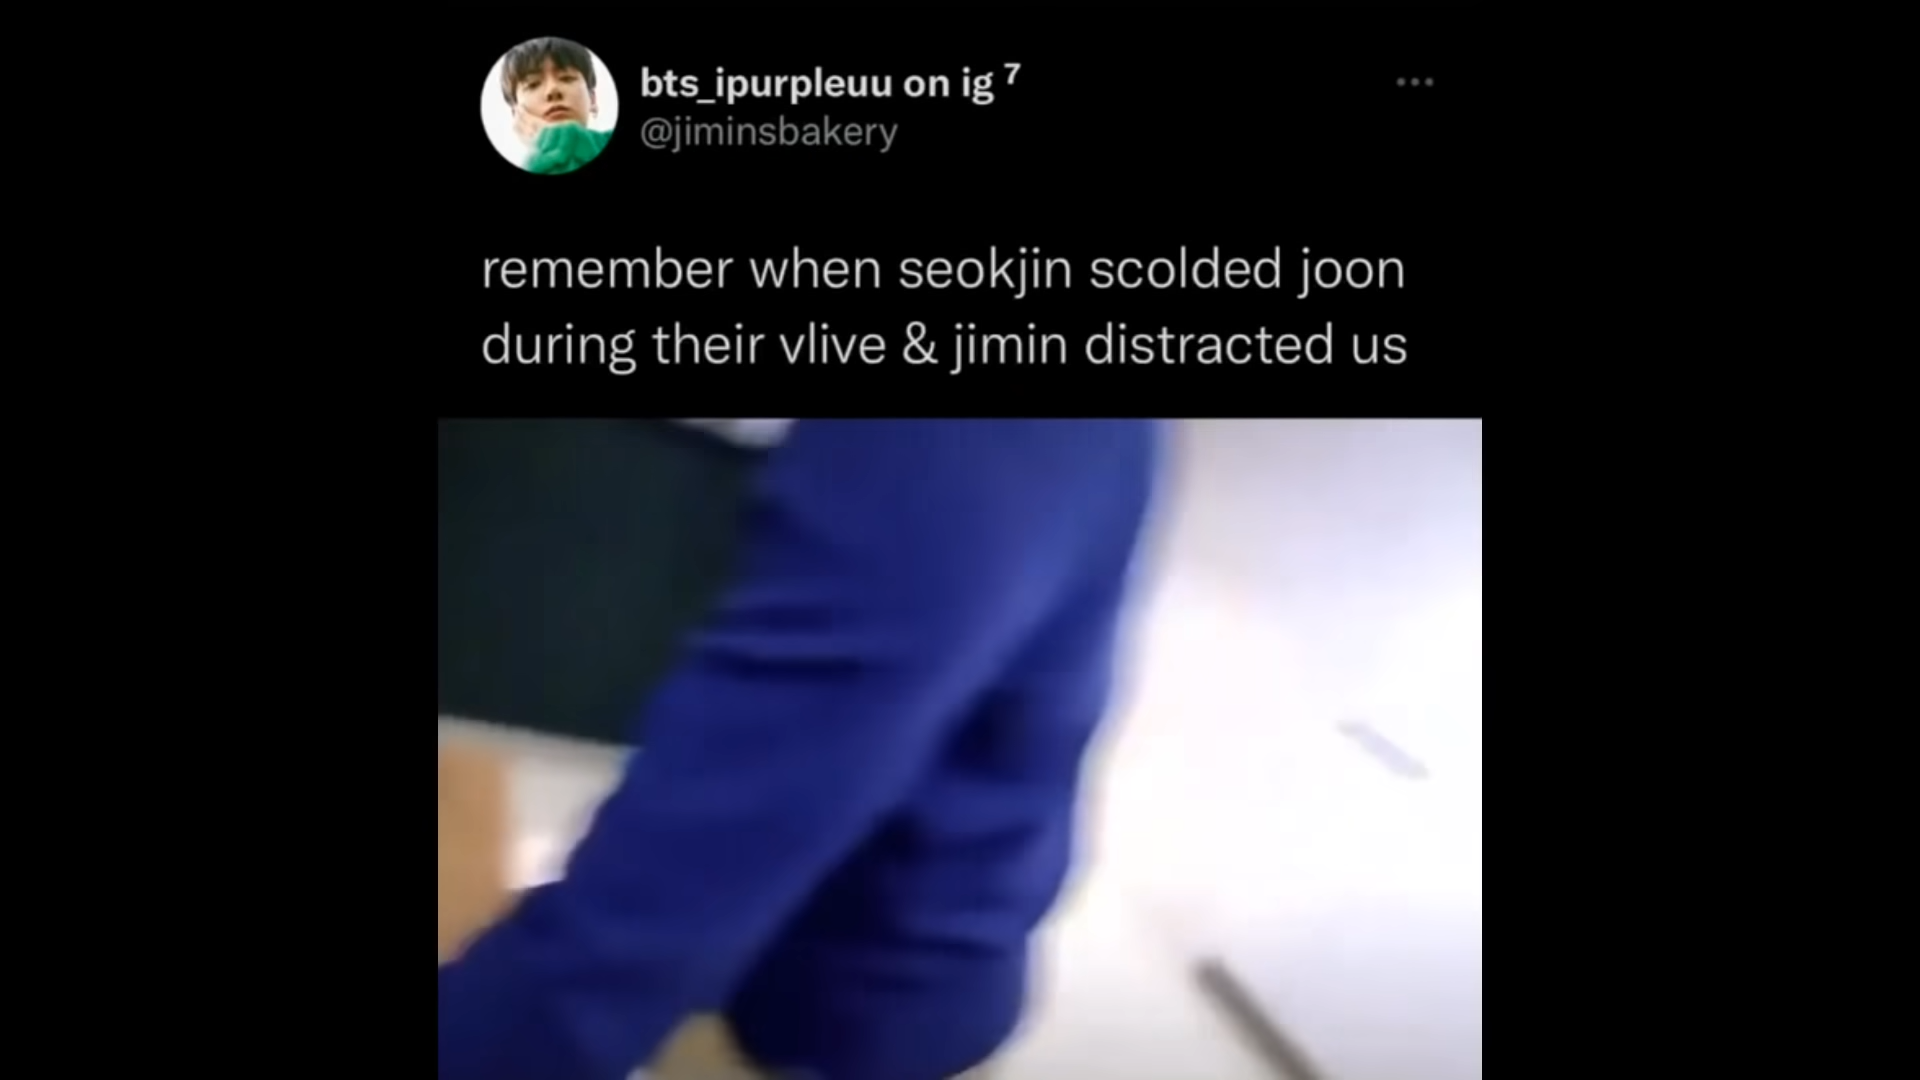 bts_ipurpleuu on ig ⁷
@jiminsbakery
remember when seokjin scolded joon
during their vlive & jimin distracted us